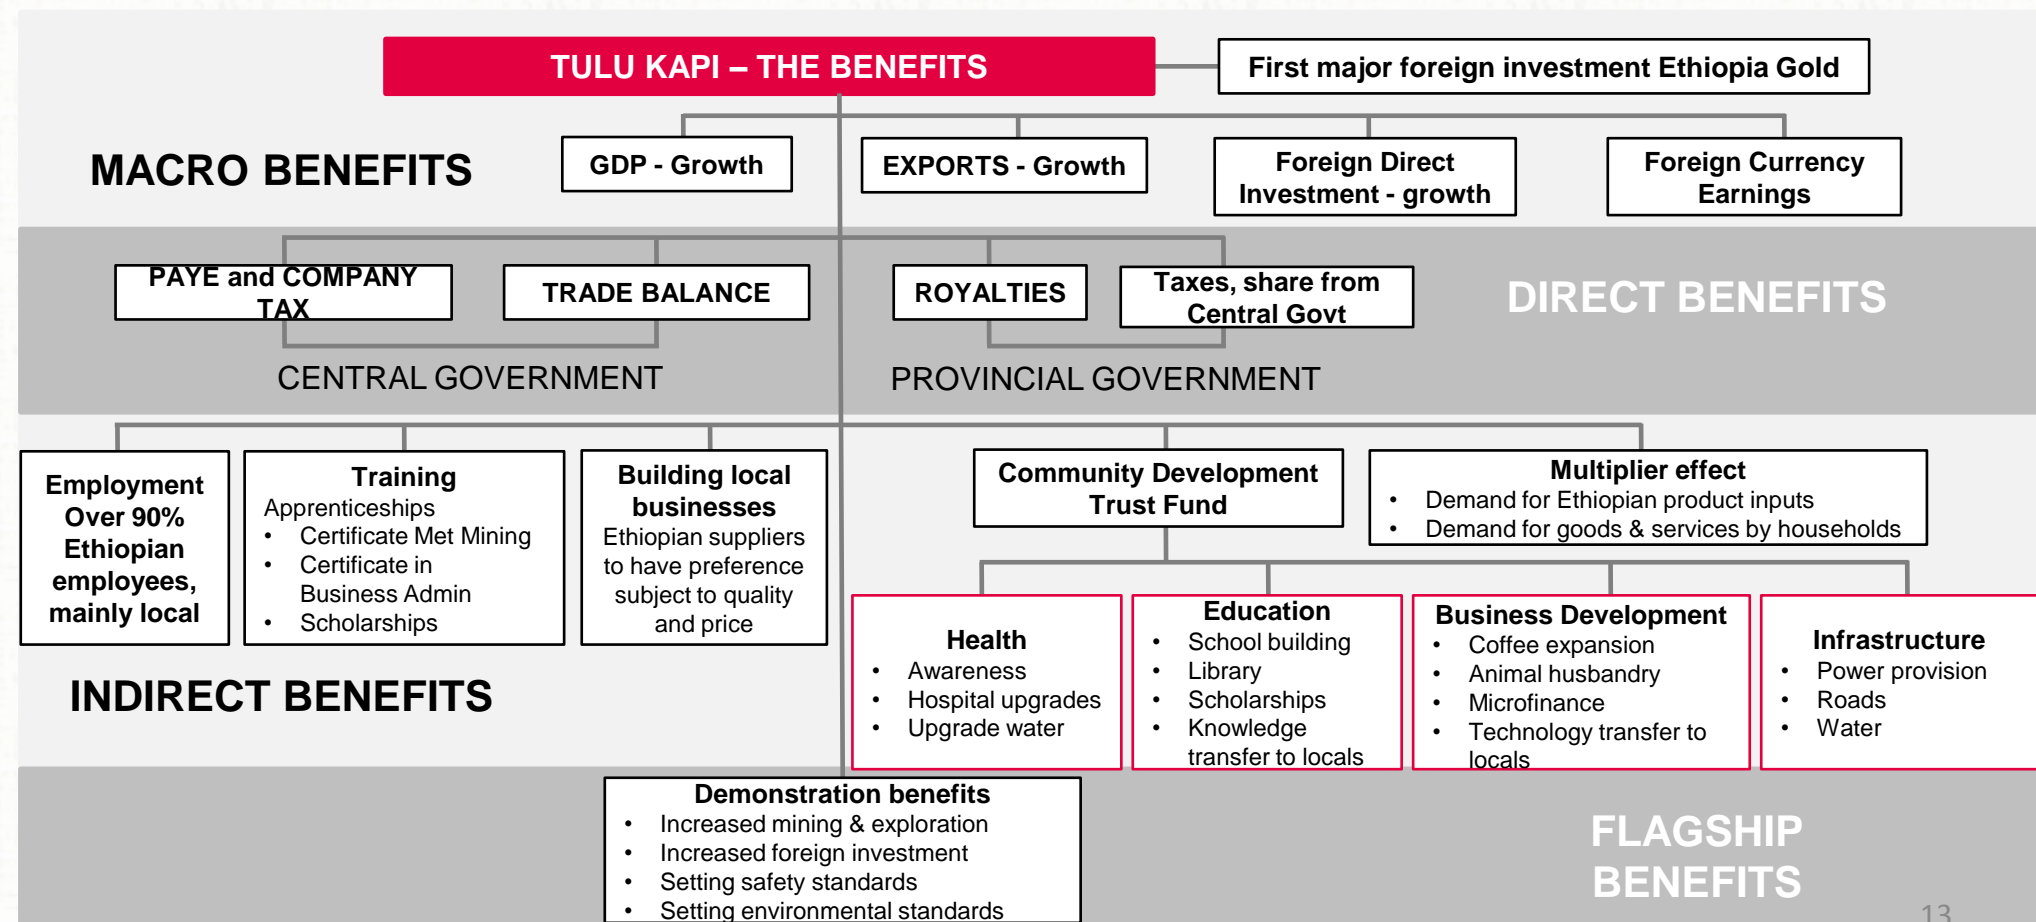 TULU KAPI – THE BENEFITS
First major foreign investment Ethiopia Gold
MACRO BENEFITS
GDP - Growth
EXPORTS - Growth
Foreign Direct
Investment - growth
Foreign Currency
Earnings
PAYE and COMPANY
TAX
TRADE BALANCE
ROYALTIES
Taxes, share from
Central Govt
DIRECT BENEFITS
CENTRAL GOVERNMENT
PROVINCIAL GOVERNMENT
Employment
Over 90%
Ethiopian
employees,
mainly local
Training
Apprenticeships
• Certificate Met Mining
• Certificate in
Business Admin
• Scholarships
Building local
businesses
Ethiopian suppliers
to have preference
subject to quality
and price
Community Development
Trust Fund
Multiplier effect
• Demand for Ethiopian product inputs
• Demand for goods & services by households
INDIRECT BENEFITS
Health
• Awareness
• Hospital upgrades
• Upgrade water
Education
• School building
• Library
• Scholarships
• Knowledge
transfer to locals
Business Development
• Coffee expansion
• Animal husbandry
• Microfinance
• Technology transfer to
locals
Infrastructure
• Power provision
• Roads
• Water
Demonstration benefits
• Increased mining & exploration
• Increased foreign investment
• Setting safety standards
• Setting environmental standards
FLAGSHIP
BENEFITS
13